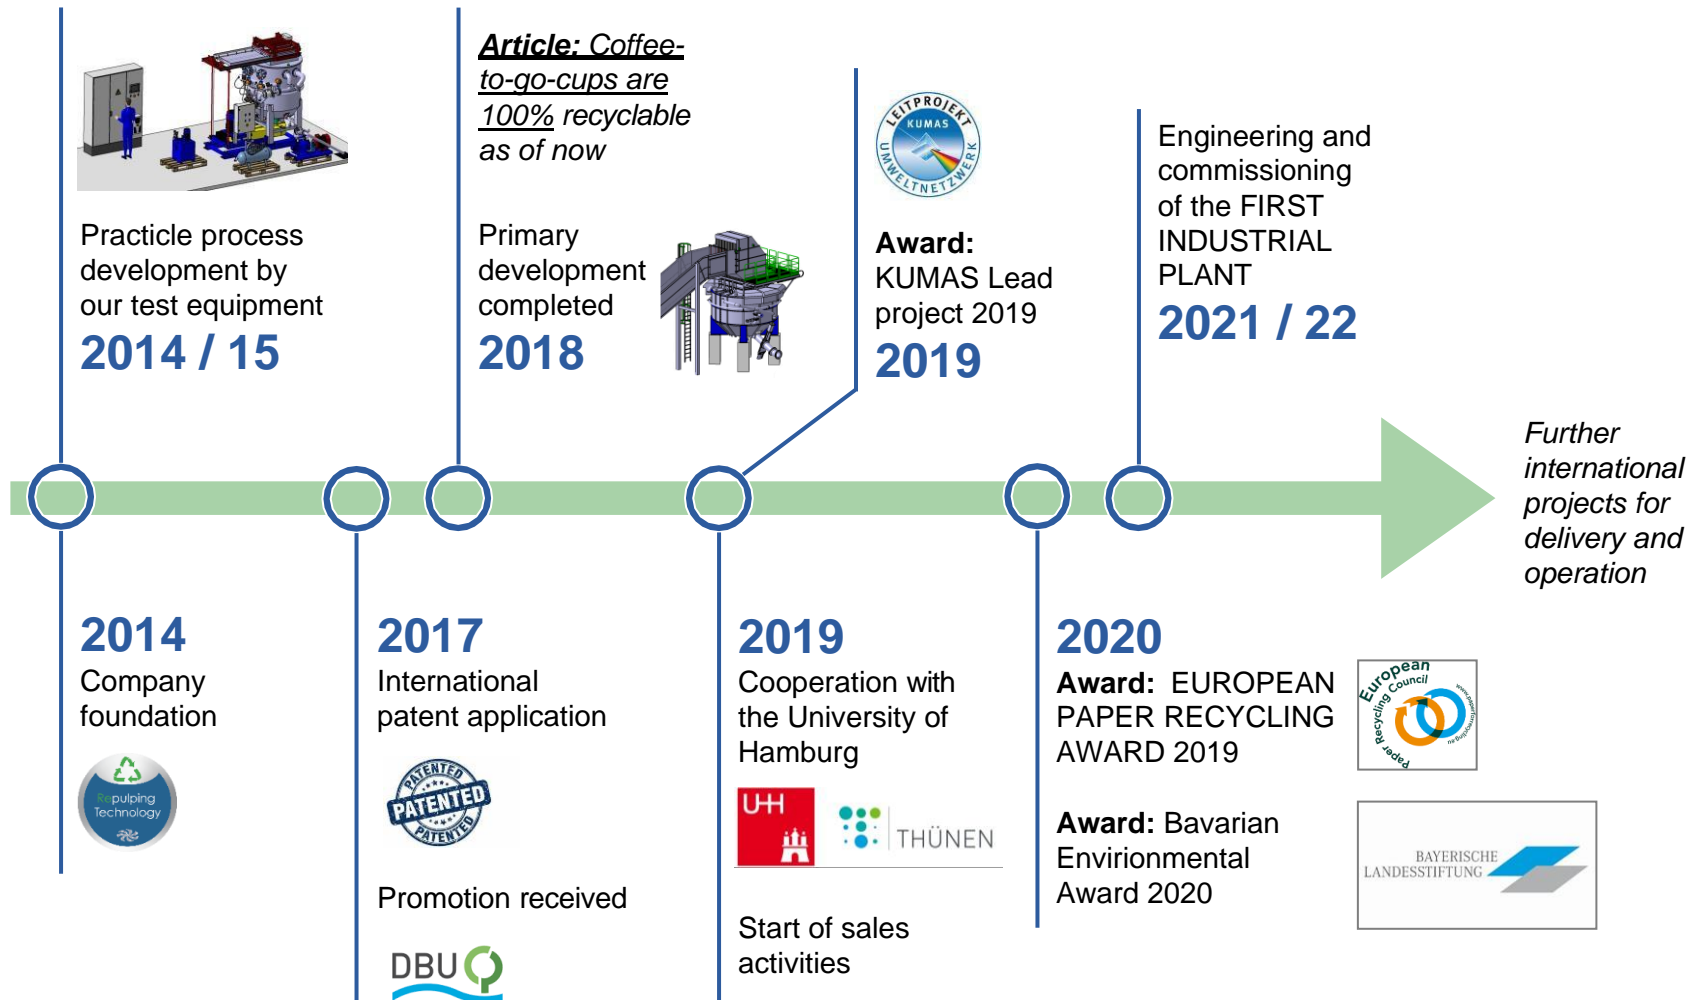 Article: Coffee-
to-go-cups are
100% recyclable
as of now
LEITPROJEKT
KUMAS
UMWELTNETZWERK
Practicle process
development by
our test equipment
2014 / 15
Primary
development
completed
2018
Award:
KUMAS Lead
project 2019
2019
Engineering and
commissioning
of the FIRST
INDUSTRIAL
PLANT
2021 / 22
Further
international
projects for
delivery and
operation
2014
Company
foundation
Repulping
Technology
2017
International
patent application
PATENTED
PATENTED
PATENTED
Promotion received
DBU
2019
Cooperation with
the University of
Hamburg
UHH
THÜNEN
Start of sales
activities
2020
Award: EUROPEAN
PAPER RECYCLING
AWARD 2019
European
Paper Recycling Council
www.paperforrecycling.eu
Award: Bavarian
Envirionmental
Award 2020
BAYERISCHE
LANDESSTIFTUNG